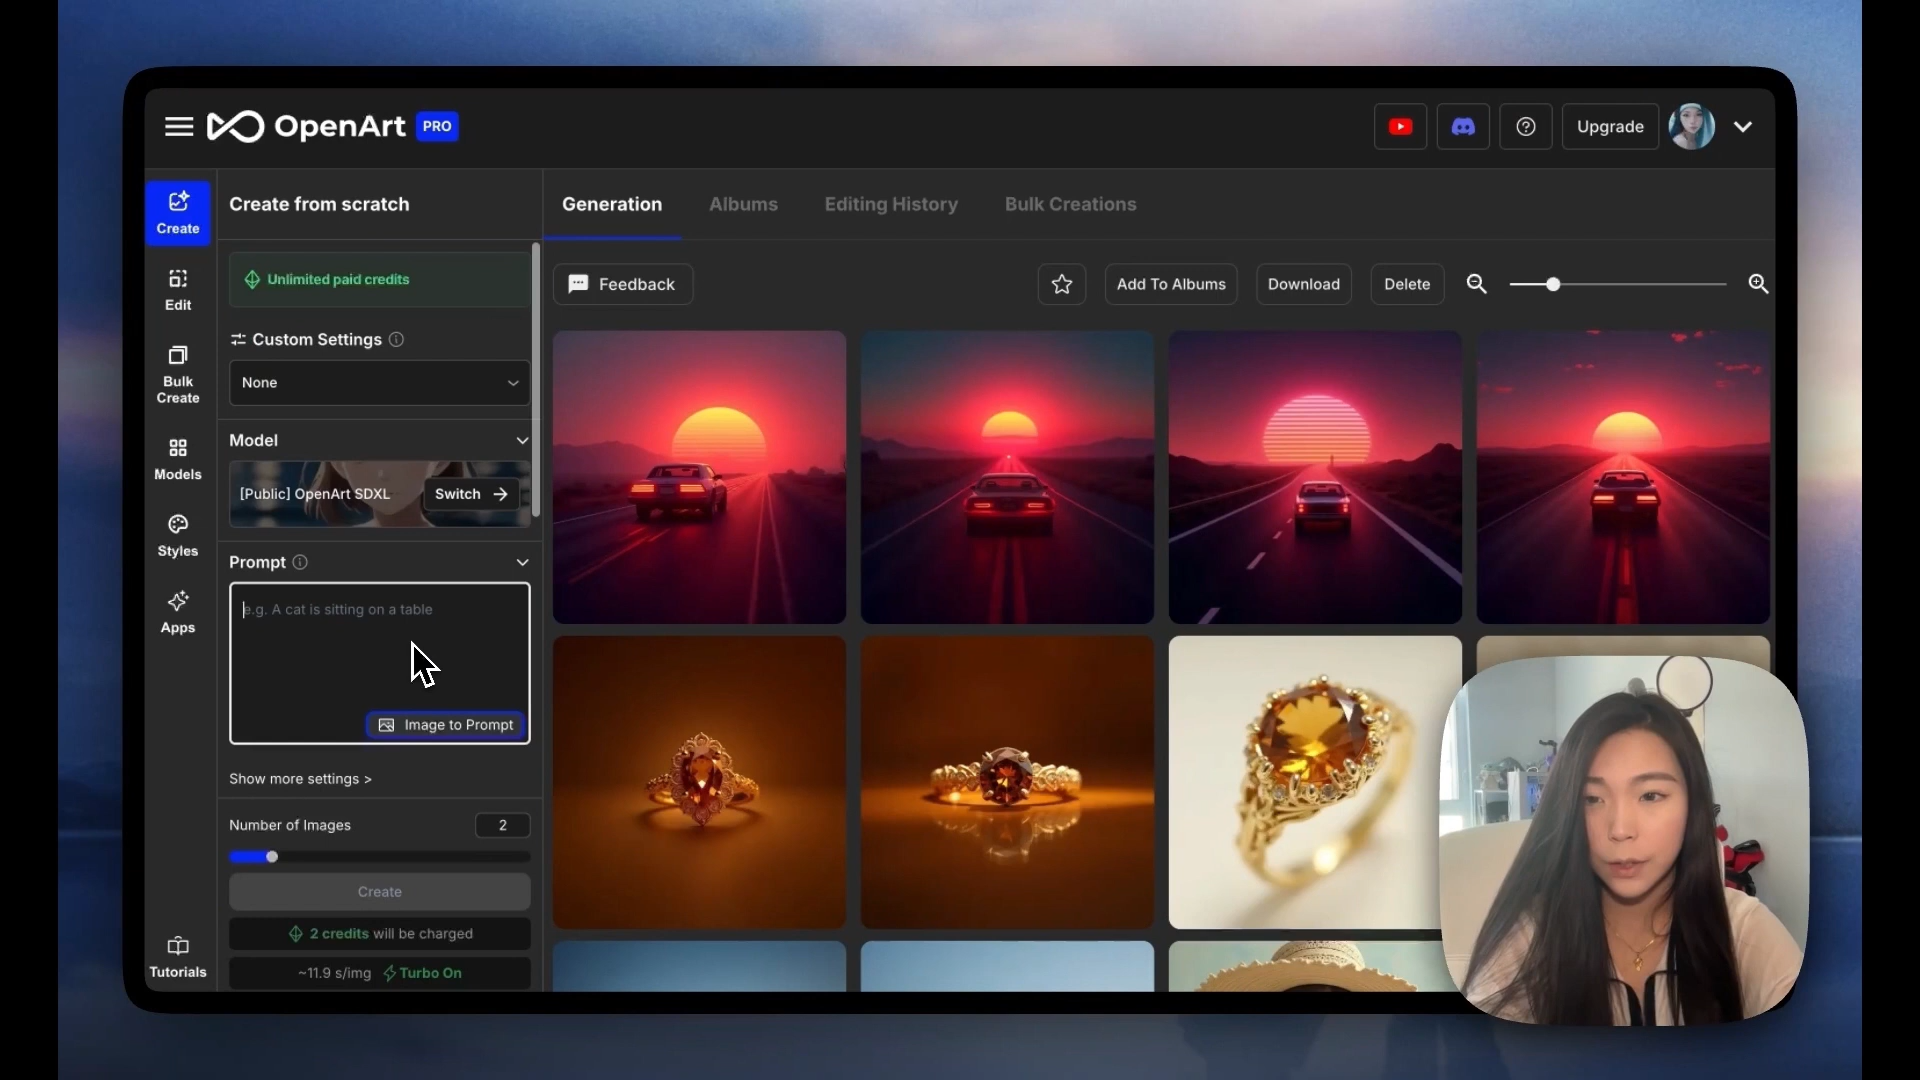 OpenArt PRO
Upgrade
Create
Edit
Bulk
Create
Models
Styles
Apps
Tutorials
Create from scratch
Unlimited paid credits
Custom Settings
None
Model
[Public] OpenArt SDXL
Switch →
Prompt
e.g. A cat is sitting on a table
Image to Prompt
Show more settings >
Number of Images
2
Create
2 credits will be charged
~11.9 s/img Turbo On
Generation
Albums
Editing History
Bulk Creations
Feedback
Add To Albums
Download
Delete